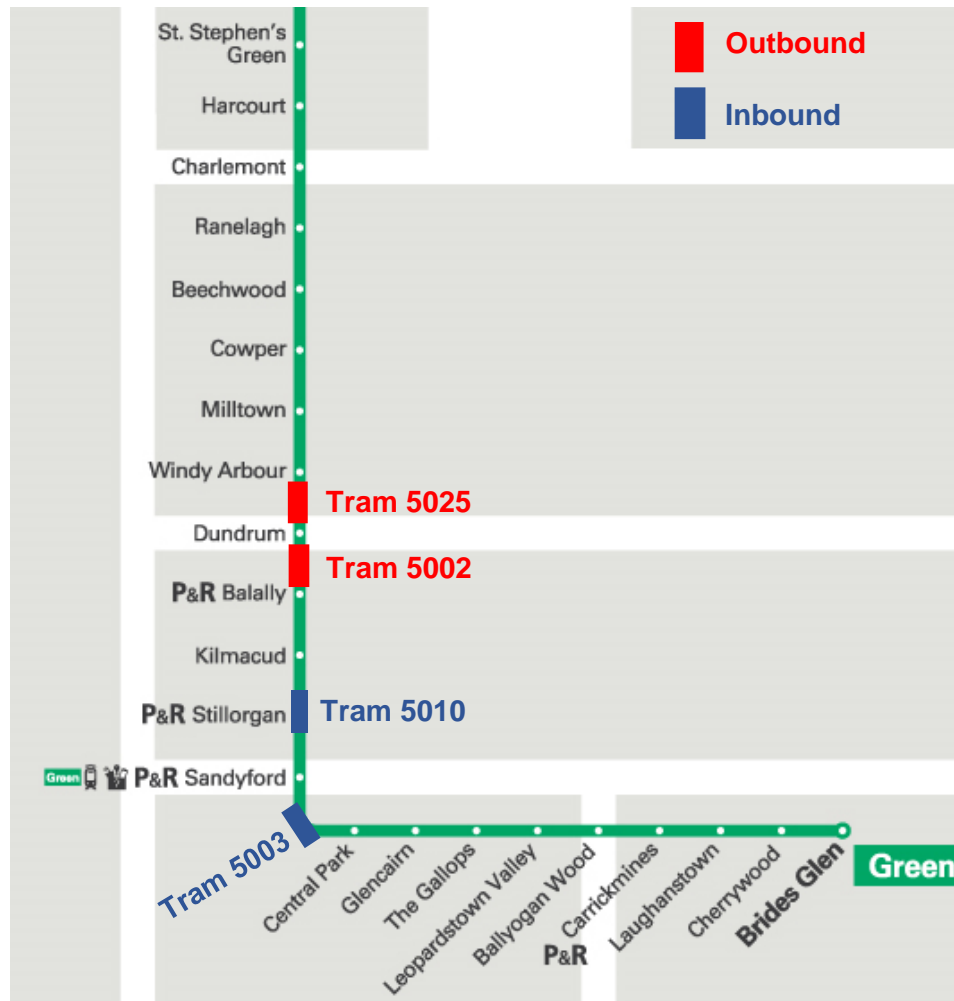 St. Stephen's
Green
Outbound
Harcourt
Inbound
Charlemont
Ranelagh
Beechwood
Cowper
Milltown
Windy Arbour
Tram 5025
Dundrum
Tram 5002
P&R Balally
Kilmacud
P&R Stillorgan
Tram 5010
Green P&R Sandyford
Tram 5003
Central Park
Glencairn
The Gallops
Leopardstown Valley
Ballyogan Wood
Carrickmines
P&R
Laughanstown
Cherrywood
Brides Glen
Green